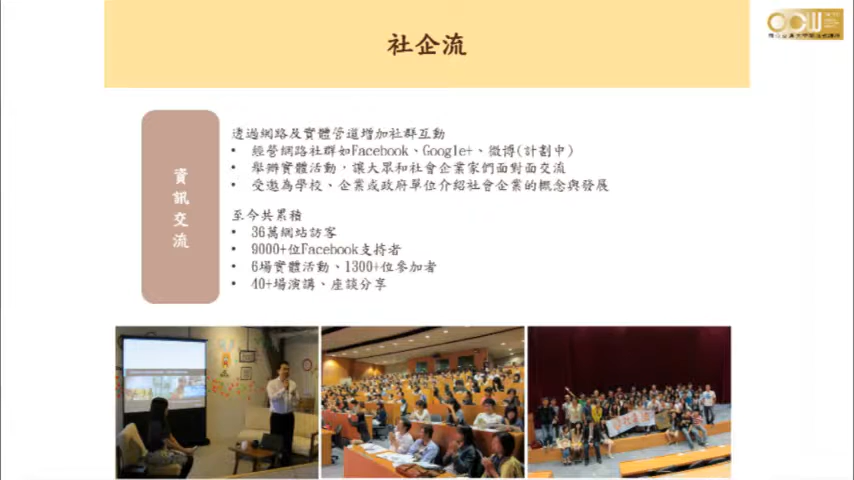 社企流
OCW
資訊交流
透過網路及實體管道增加社群互動
• 經營網路社群如Facebook、Google+、微博(計劃中)
• 舉辦實體活動，讓大眾和社會企業家們面對面交流
• 受邀為學校、企業或政府單位介紹社會企業的概念與發展
至今共累積
• 36萬網站訪客
• 9000+位Facebook支持者
• 6場實體活動、1300+位參加者
• 40+場演講、座談分享